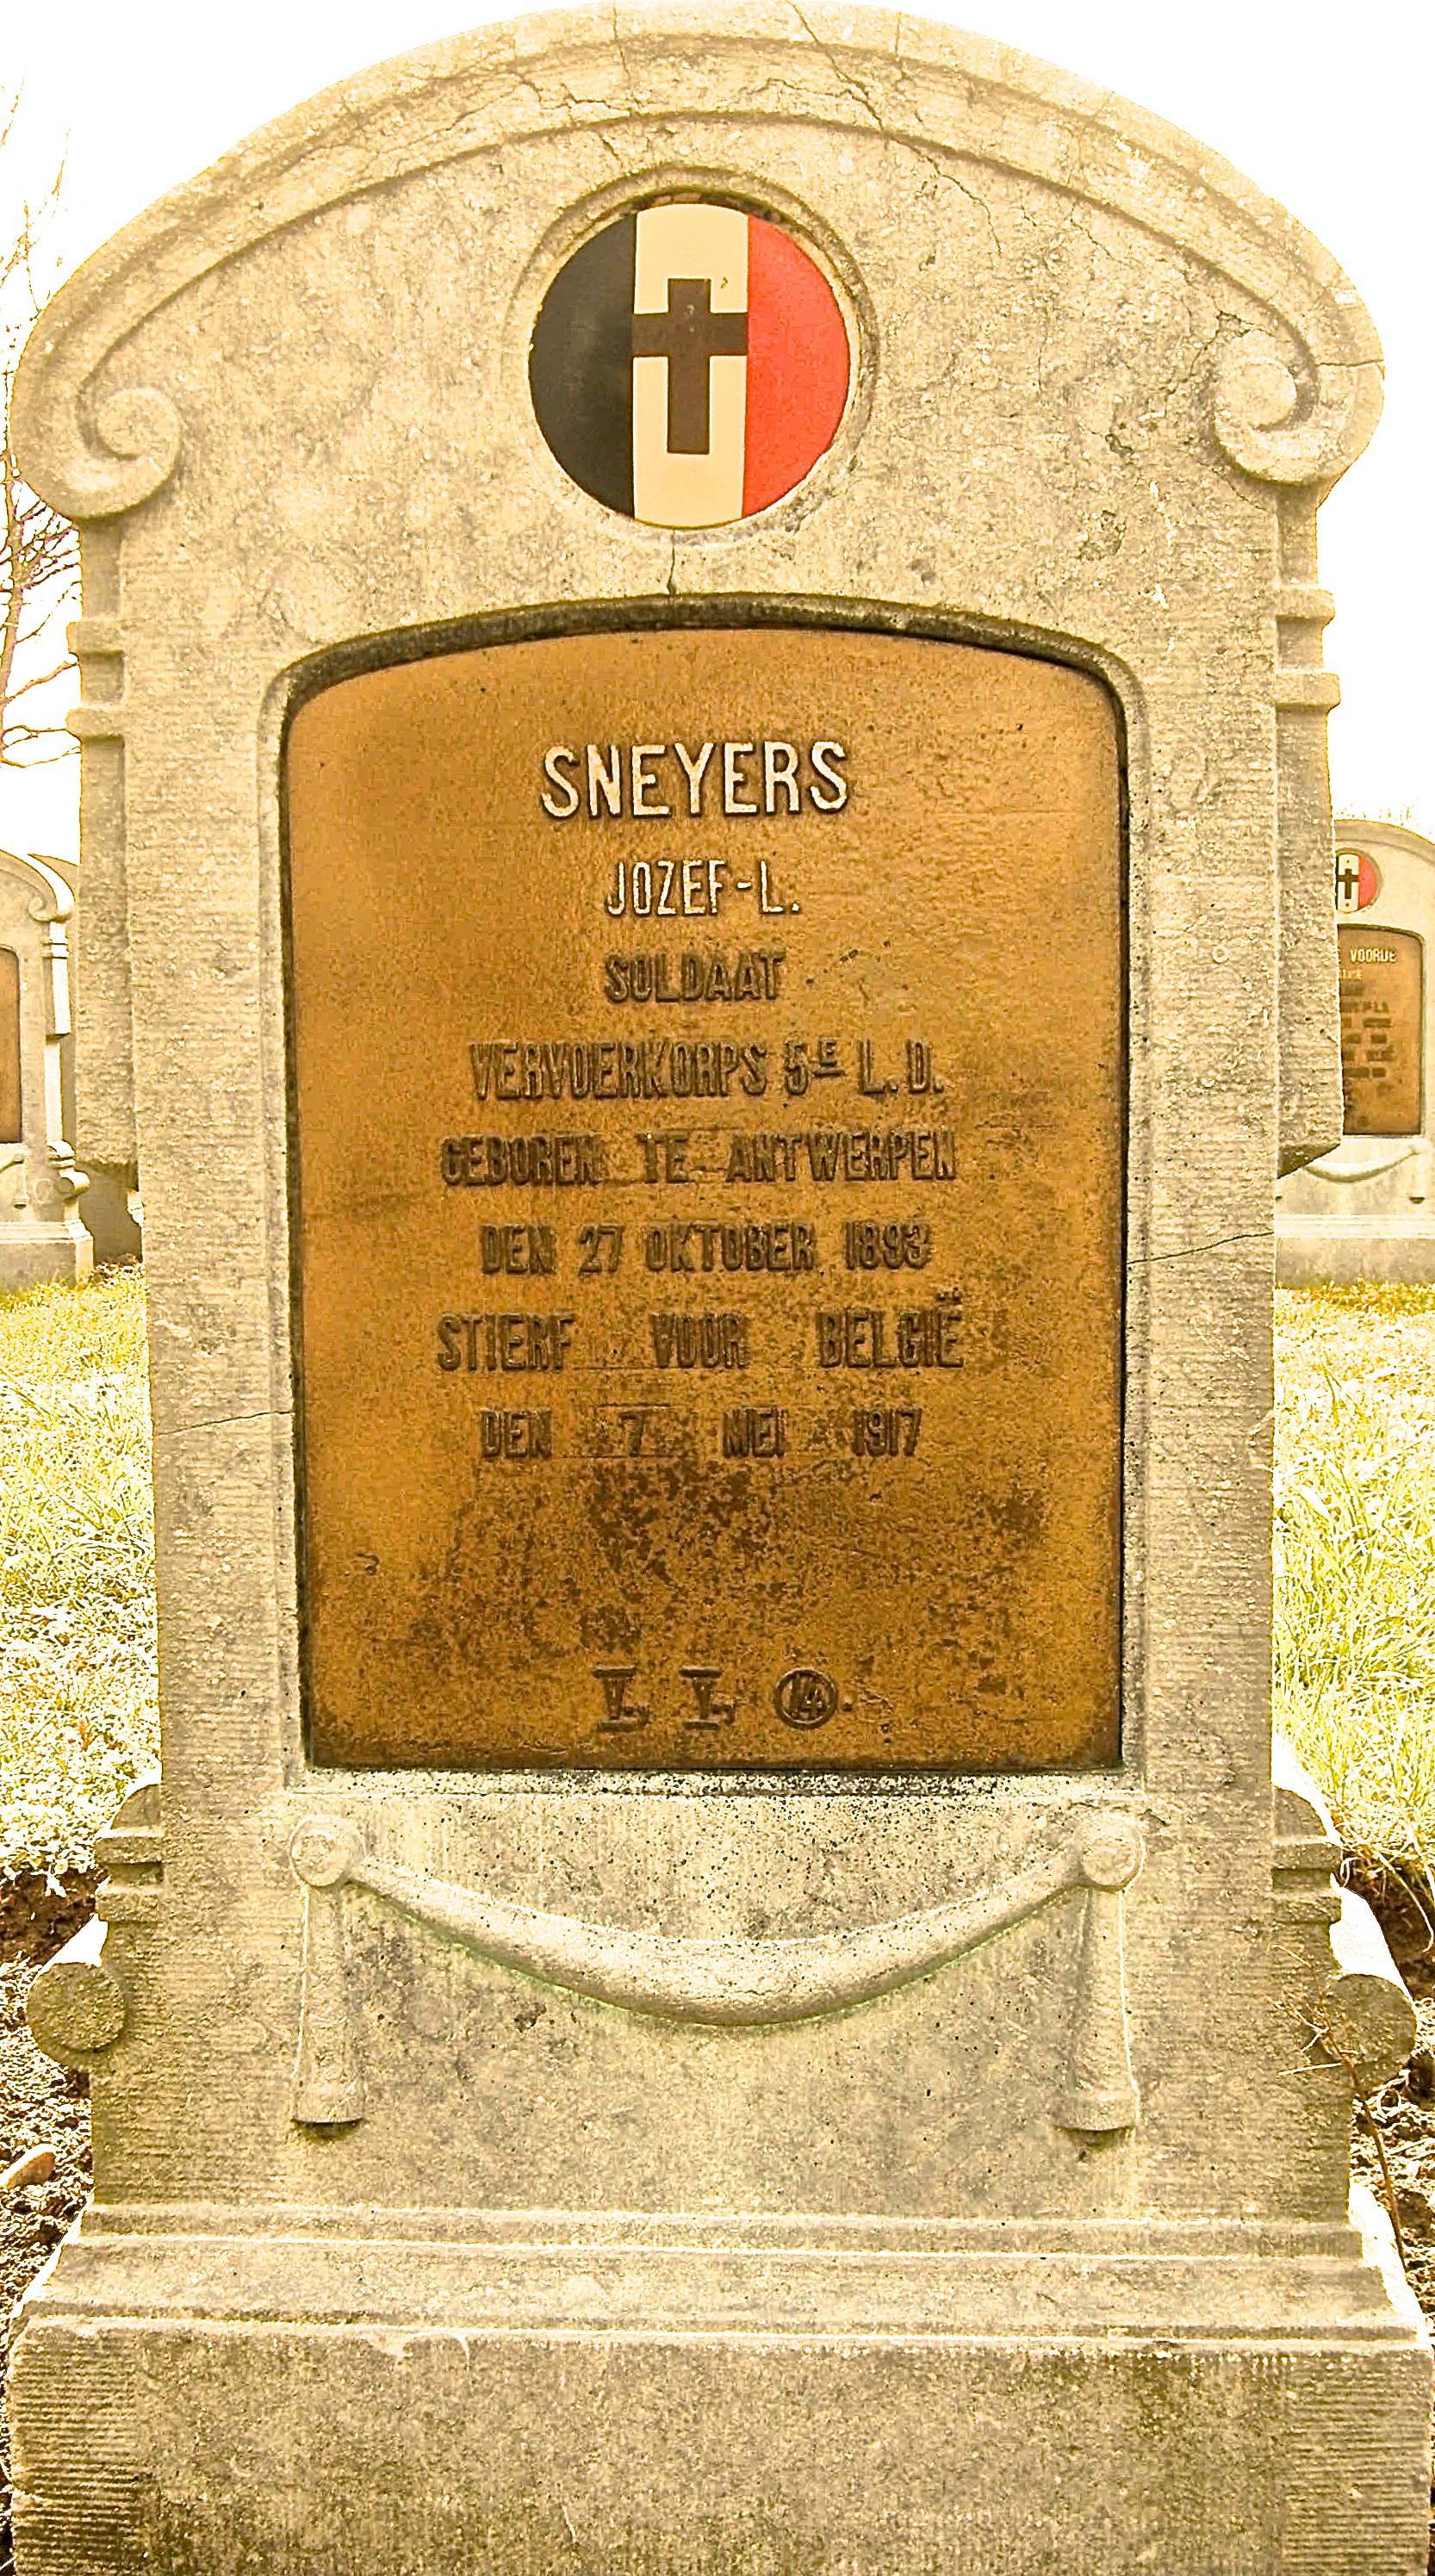 SNEYERS
JOZEF-L.
SOLDAAT
VERVOERKORPS 5E L.D.
GEBOREN TE ANTWERPEN
DEN 27 OKTOBER 1893
STIERF VOOR BELGIË
DEN 7 MEI 1917
VOORDE